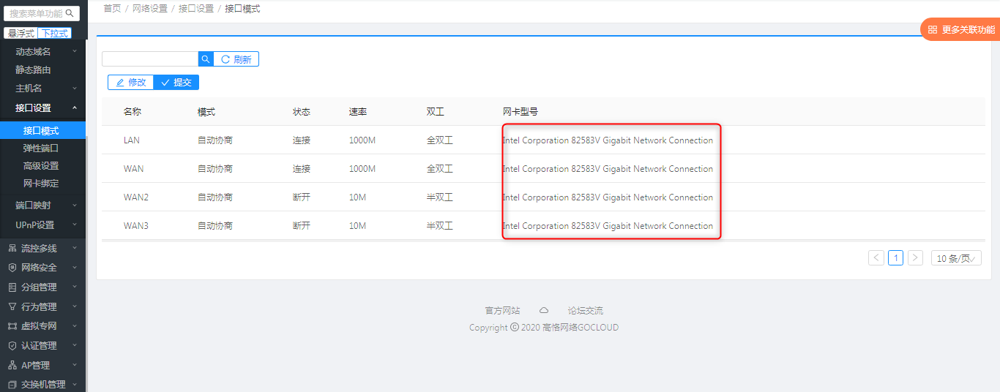 首页 / 网络设置 / 接口设置 / 接口模式
搜索菜单功能
悬浮式 下拉式
动态域名
静态路由
主机名
接口设置
接口模式
弹性端口
高级设置
网卡绑定
端口映射
UPnP设置
流控多线
网络安全
分组管理
行为管理
虚拟专网
认证管理
AP管理
交换机管理
更多关联功能
刷新
修改 提交
名称 模式 状态 速率 双工 网卡型号
LAN 自动协商 连接 1000M 全双工 Intel Corporation 82583V Gigabit Network Connection
WAN 自动协商 连接 1000M 全双工 Intel Corporation 82583V Gigabit Network Connection
WAN2 自动协商 断开 10M 半双工 Intel Corporation 82583V Gigabit Network Connection
WAN3 自动协商 断开 10M 半双工 Intel Corporation 82583V Gigabit Network Connection
< 1 > 10 条/页
官方网站 论坛交流
Copyright © 2020 高恪网络GOCLOUD